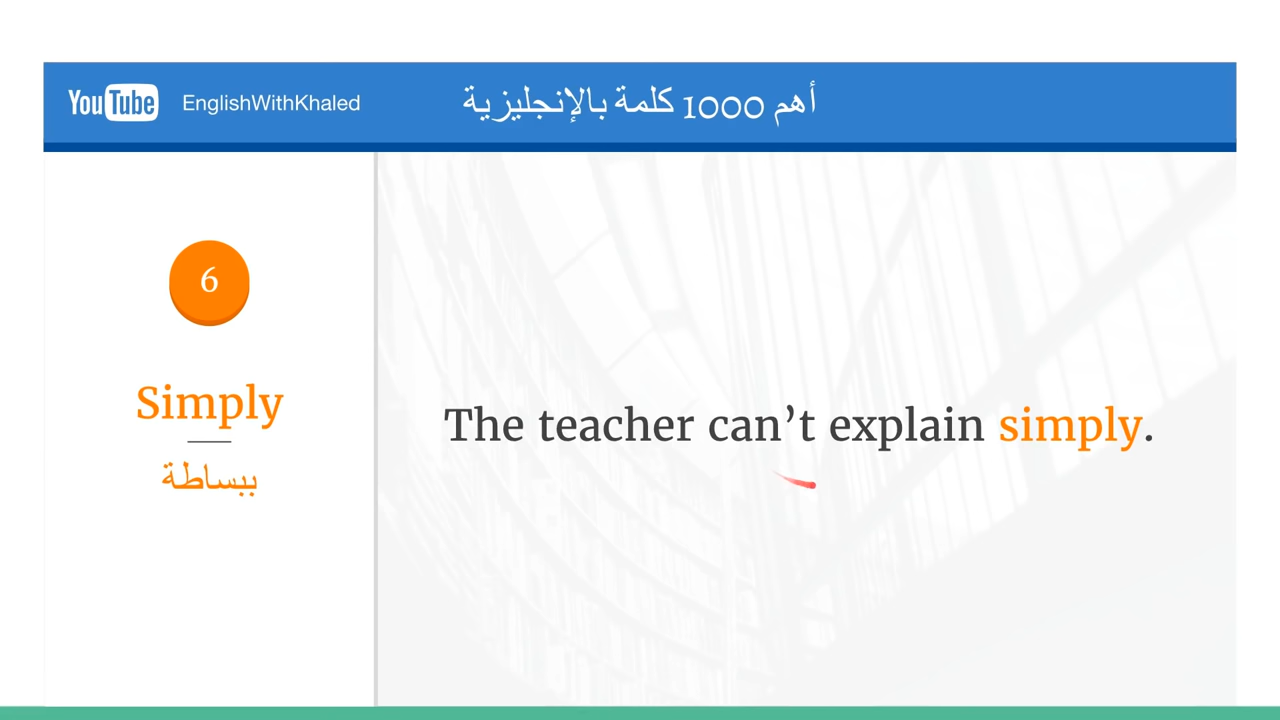 YouTube EnglishWithKhaled
أهم 1000 كلمة بالإنجليزية
6
Simply
ببساطة
The teacher can’t explain simply.